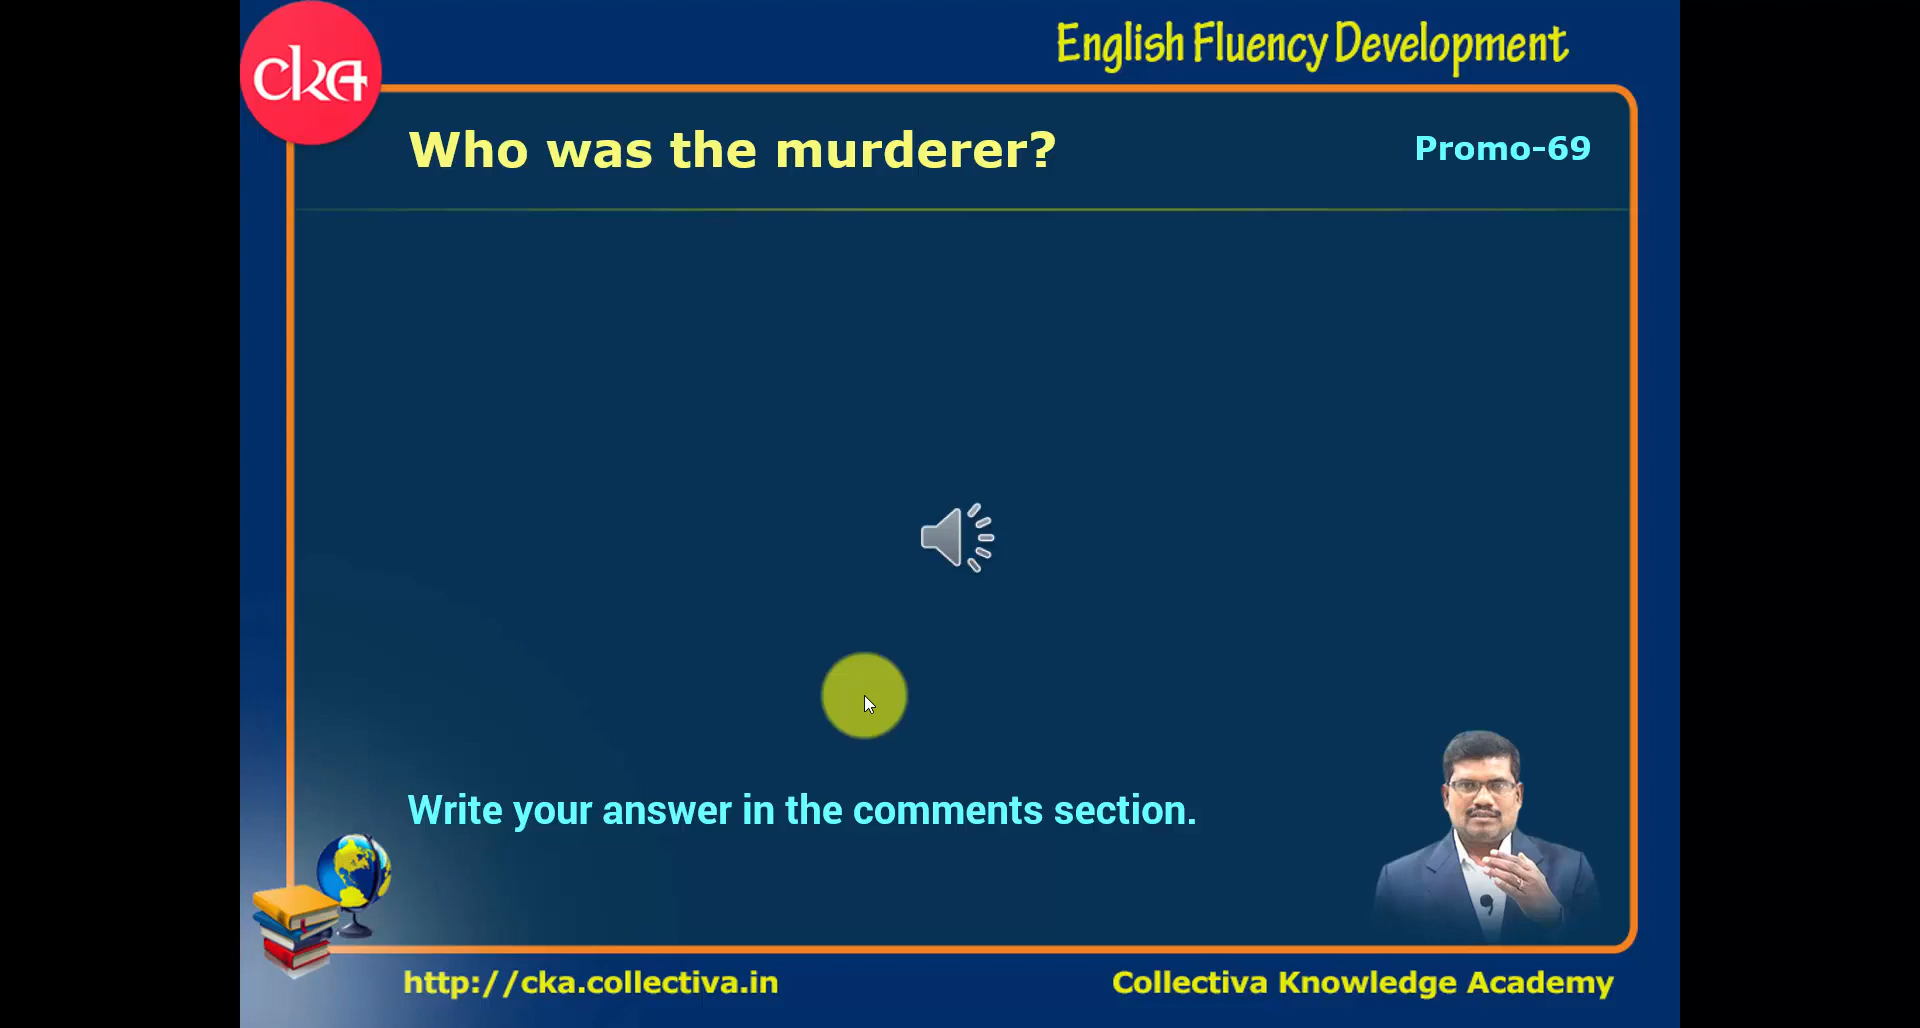 cka
English Fluency Development
Who was the murderer?
Promo-69
Write your answer in the comments section.
http://cka.collectiva.in
Collectiva Knowledge Academy